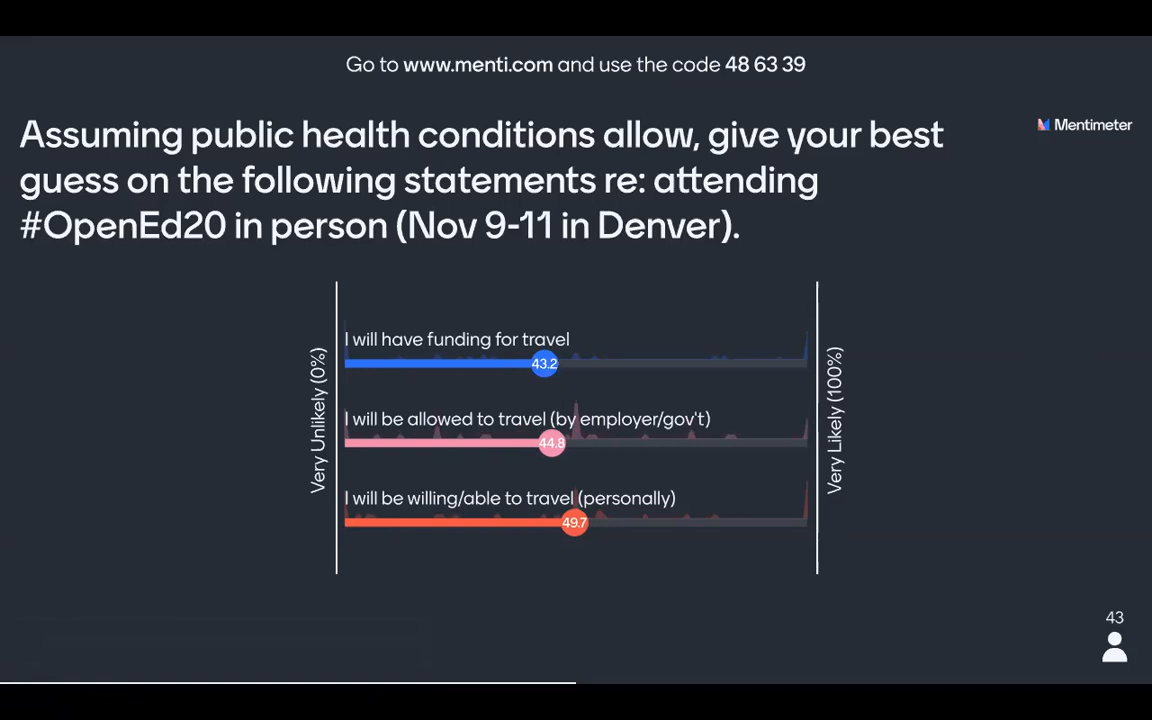 Go to www.menti.com and use the code 48 63 39
Assuming public health conditions allow, give your best
guess on the following statements re: attending
#OpenEd20 in person (Nov 9-11 in Denver).
Mentimeter
Very Unlikely (0%)
I will have funding for travel
43.2
I will be allowed to travel (by employer/gov't)
44.8
I will be willing/able to travel (personally)
49.7
Very Likely (100%)
43